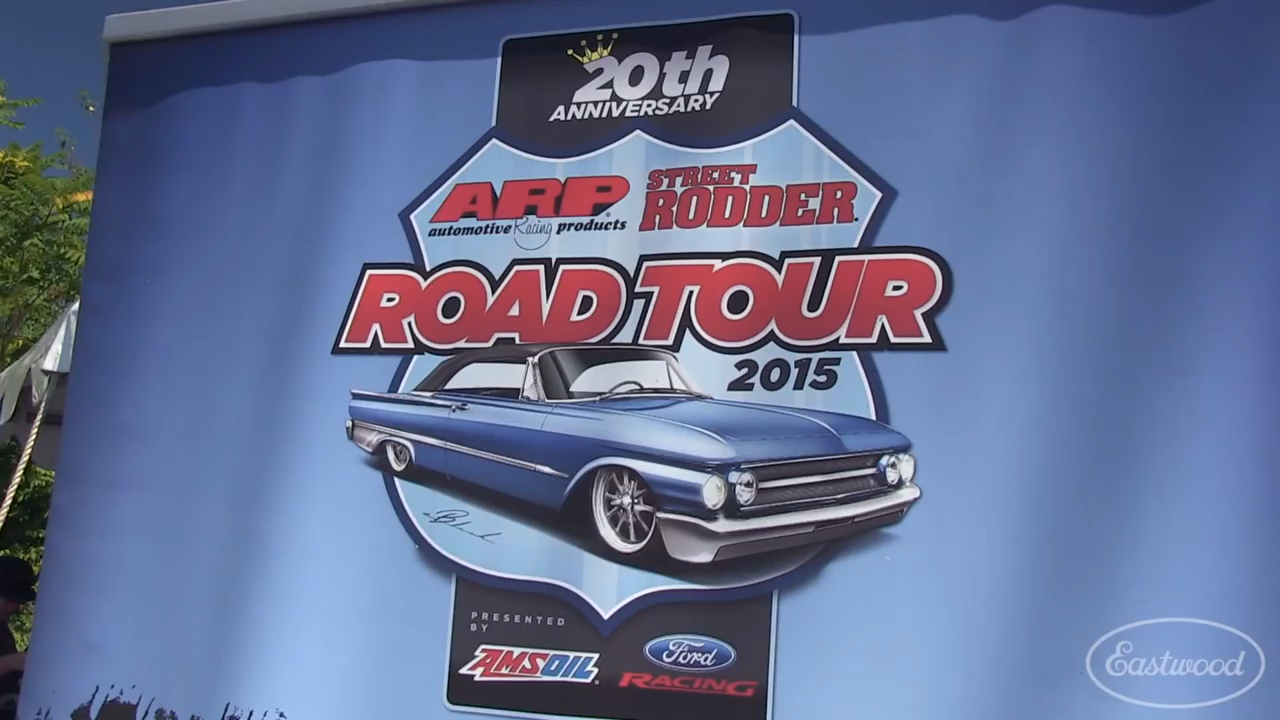 20th
ANNIVERSARY
ARP STREET RODDER
automotive Racing products
ROAD TOUR
2015
PRESENTED
BY
AMSOIL Ford
RACING
Eastwood